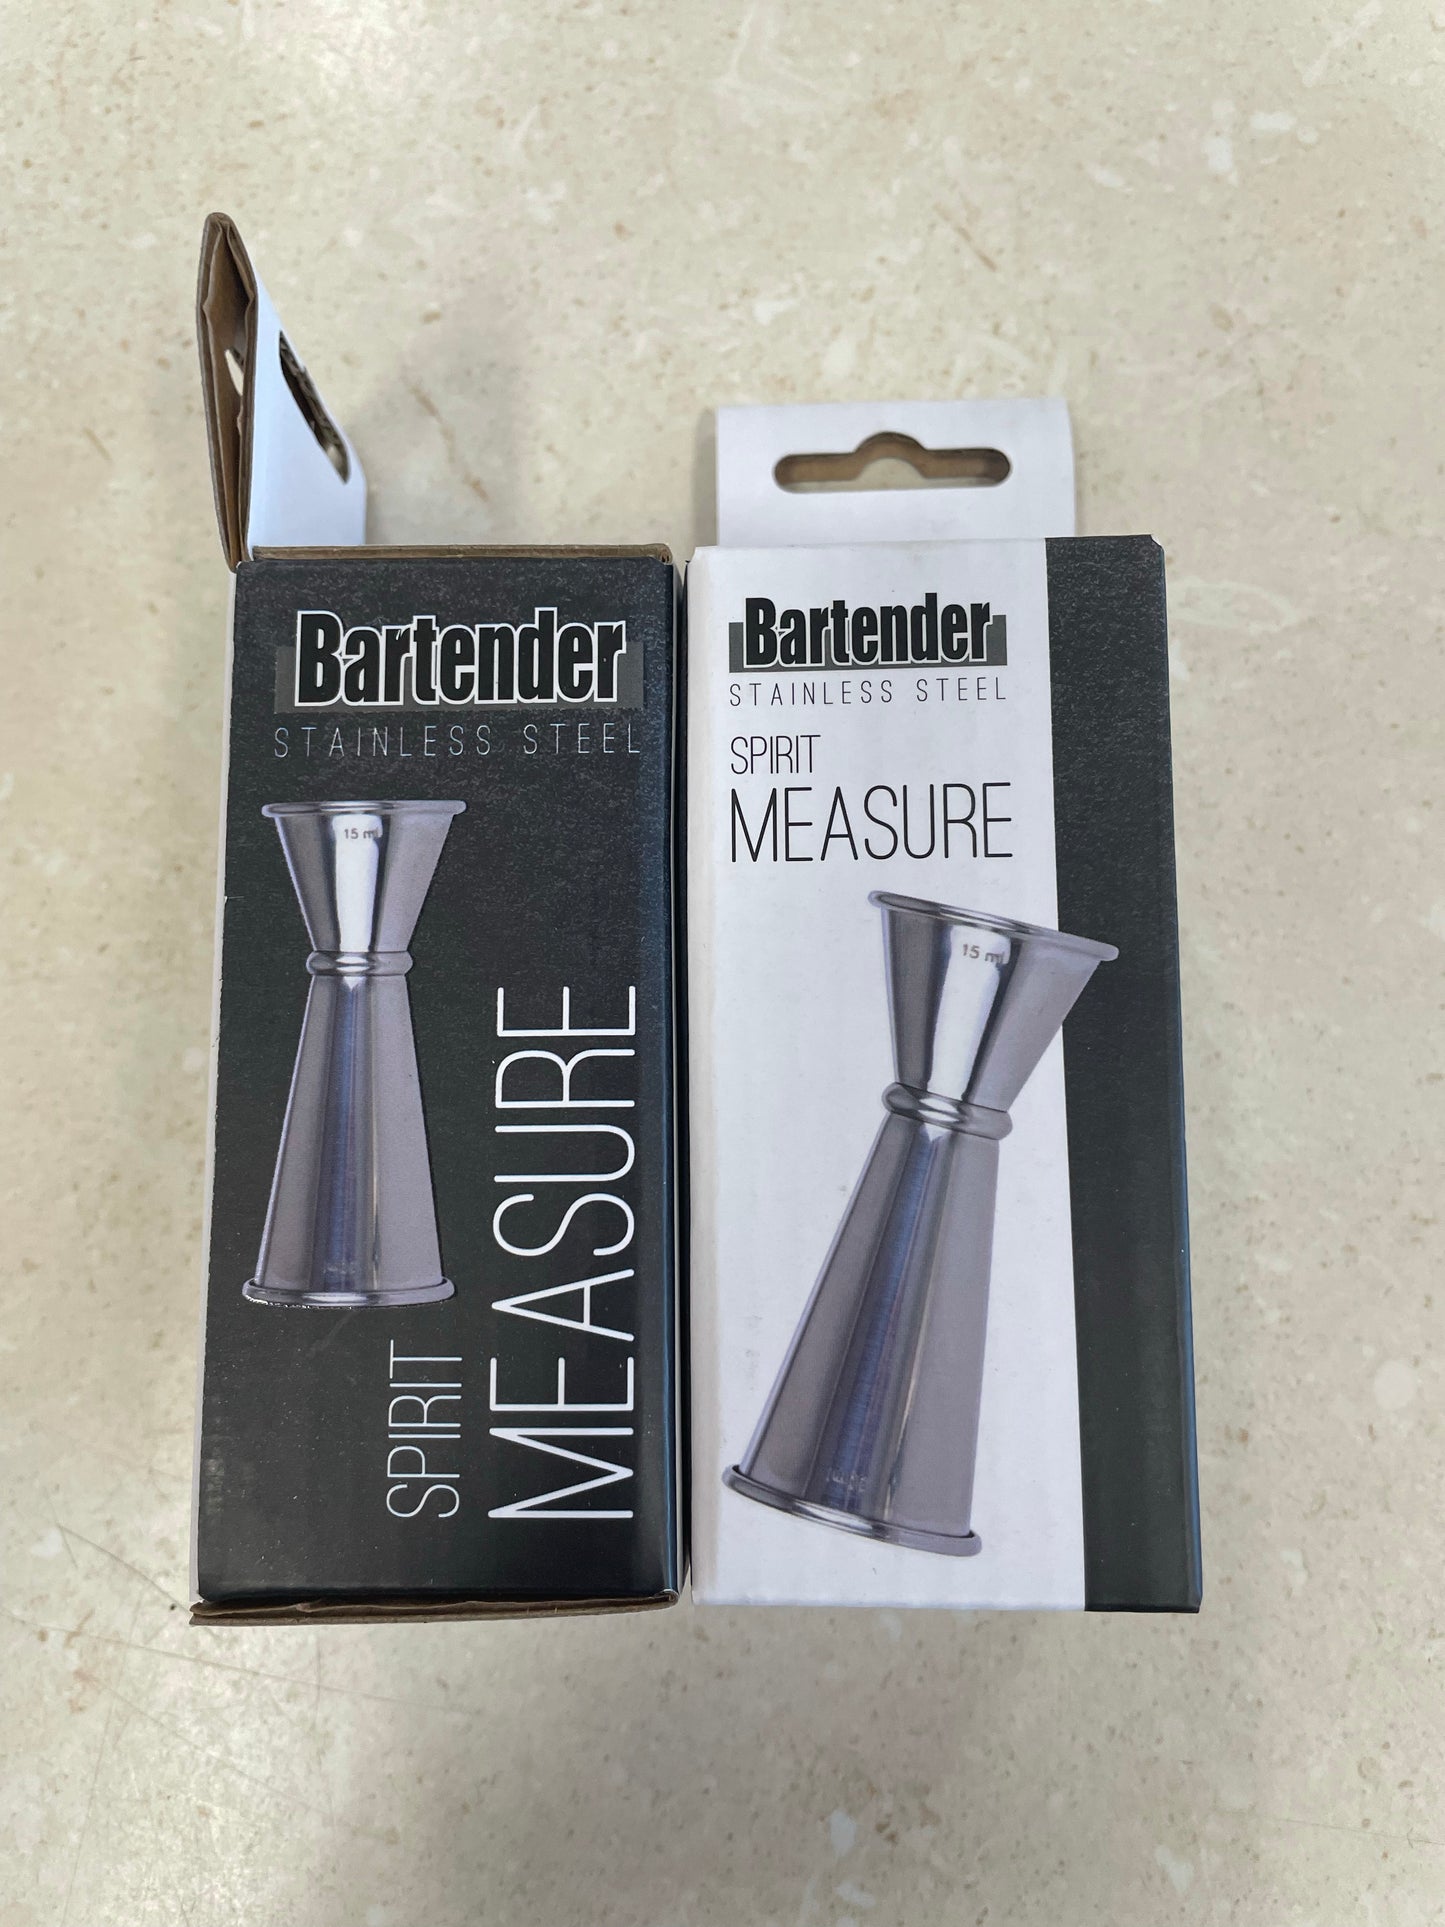 Bartender
STAINLESS STEEL
15 ml
SPIRIT
MEASURE
Bartender
STAINLESS STEEL
SPIRIT
MEASURE
15 ml